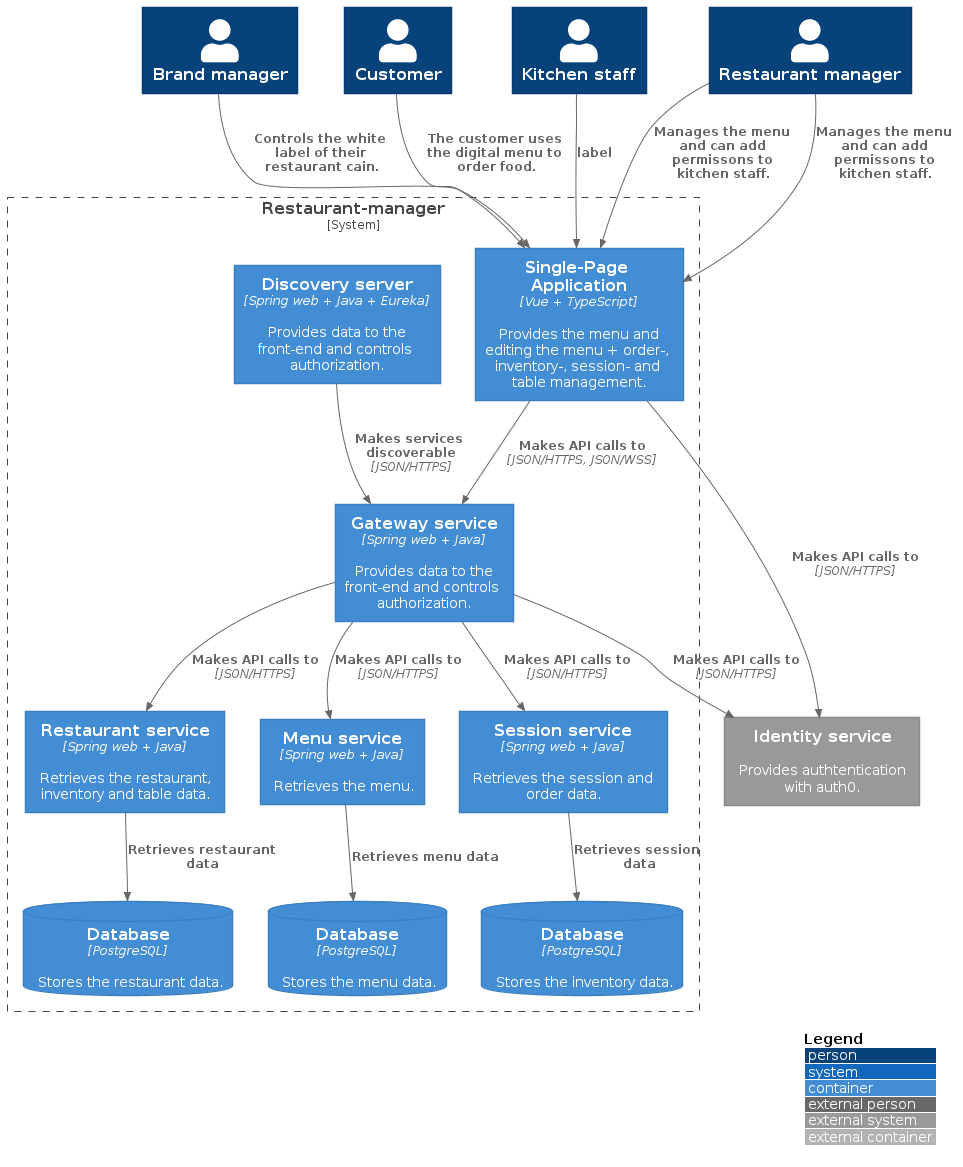 Brand manager
Customer
Kitchen staff
Restaurant manager
Controls the white
label of their
restaurant cain.
The customer uses
the digital menu to
order food.
label
Manages the menu
and can add
permissons to
kitchen staff.
Manages the menu
and can add
permissons to
kitchen staff.
Restaurant-manager
[System]
Discovery server
[Spring web + Java + Eureka]
Provides data to the
front-end and controls
authorization.
Single-Page
Application
[Vue + TypeScript]
Provides the menu and
editing the menu + order-,
inventory-, session- and
table management.
Makes services
discoverable
[JSON/HTTPS]
Makes API calls to
[JSON/HTTPS, JSON/WSS]
Gateway service
[Spring web + Java]
Provides data to the
front-end and controls
authorization.
Makes API calls to
[JSON/HTTPS]
Makes API calls to
[JSON/HTTPS]
Makes API calls to
[JSON/HTTPS]
Makes API calls to
[JSON/HTTPS]
Makes API calls to
[JSON/HTTPS]
Restaurant service
[Spring web + Java]
Retrieves the restaurant,
inventory and table data.
Menu service
[Spring web + Java]
Retrieves the menu.
Session service
[Spring web + Java]
Retrieves the session and
order data.
Identity service
Provides authtentication
with auth0.
Retrieves restaurant
data
Retrieves menu data
Retrieves session
data
Database
[PostgreSQL]
Stores the restaurant data.
Database
[PostgreSQL]
Stores the menu data.
Database
[PostgreSQL]
Stores the inventory data.
Legend
person
system
container
external person
external system
external container